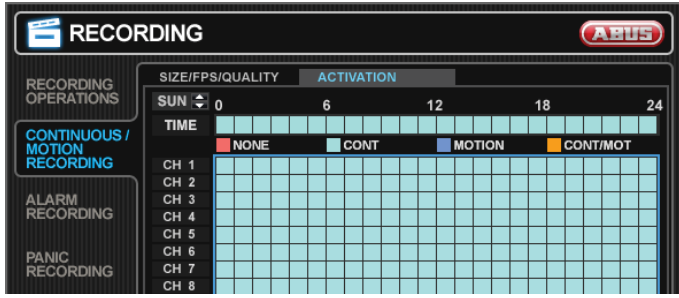 RECORDING
ABUS
RECORDING
OPERATIONS
CONTINUOUS /
MOTION
RECORDING
ALARM
RECORDING
PANIC
RECORDING
SIZE/FPS/QUALITY ACTIVATION
SUN 0 6 12 18 24
TIME
NONE CONT MOTION CONT/MOT
CH 1
CH 2
CH 3
CH 4
CH 5
CH 6
CH 7
CH 8